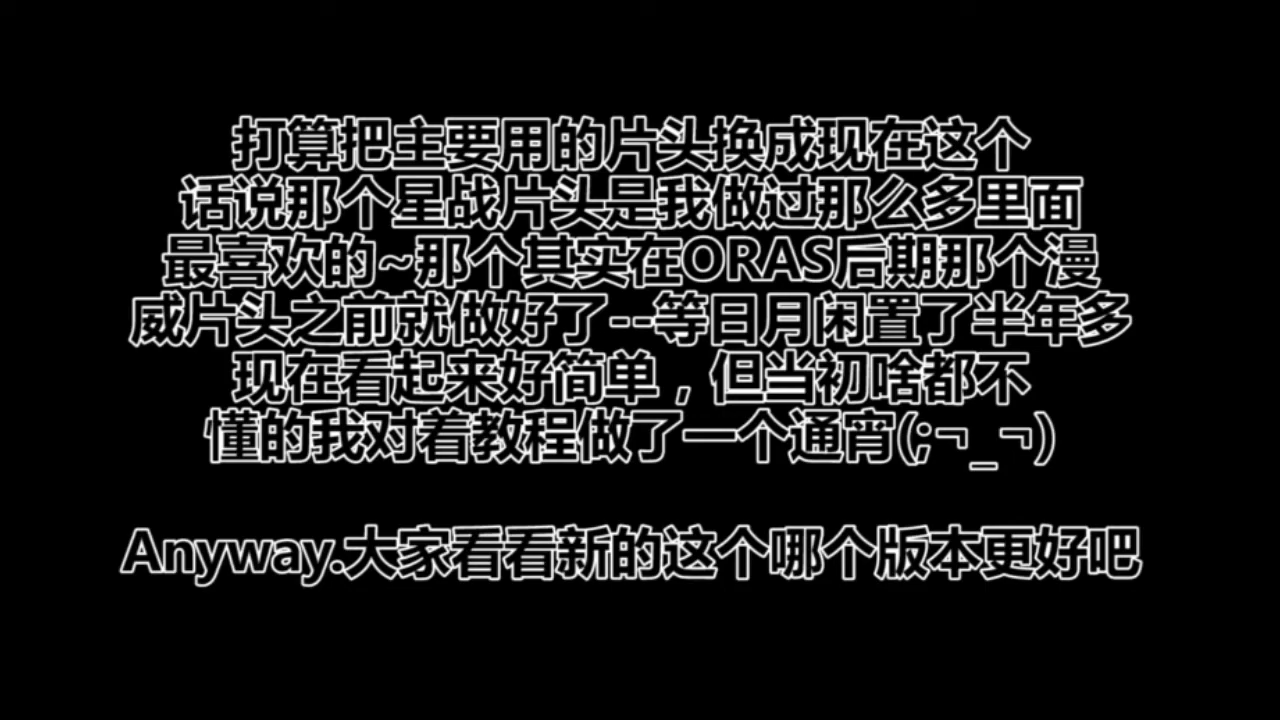 打算把主要用的片头换成现在这个
话说那个星战片头是我做过那么多里面
最喜欢的~那个其实在ORAS后期那个漫
威片头之前就做好了--等日月闲置了半年多
现在看起来好简单，但当初啥都不
懂的我对着教程做了一个通宵(;¬_¬)
Anyway.大家看看新的这个哪个版本更好吧